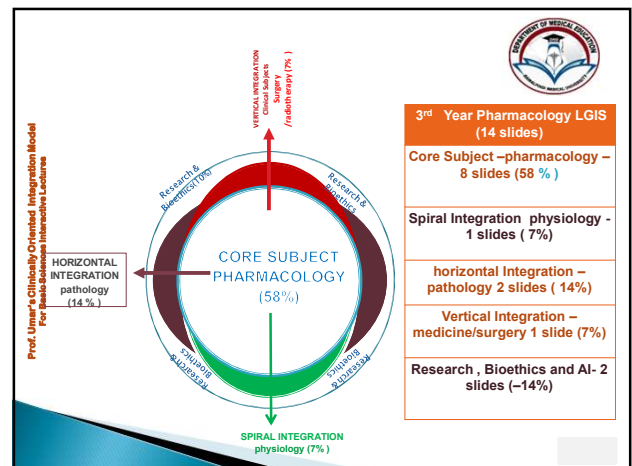 Prof. Umar's Clinically Oriented Integration Model
For Basic Sciences Interactive Lectures
VERTICAL INTEGRATION
Clinical Subjects
Surgery
/radiotherapy (7% )
DEPARTMENT OF MEDICAL EDUCATION
RAWALPINDI MEDICAL UNIVERSITY
Research &
Bioethics(10%)
Research &
Bioethics
HORIZONTAL
INTEGRATION
pathology
(14 % )
CORE SUBJECT
PHARMACOLOGY
(58%)
Research &
Bioethics
Research &
Bioethics
SPIRAL INTEGRATION
physiology (7% )
3rd Year Pharmacology LGIS
(14 slides)
Core Subject –pharmacology –
8 slides (58 % )
Spiral Integration physiology -
1 slides ( 7%)
horizontal Integration –
pathology 2 slides ( 14%)
Vertical Integration –
medicine/surgery 1 slide (7%)
Research , Bioethics and AI- 2
slides (–14%)